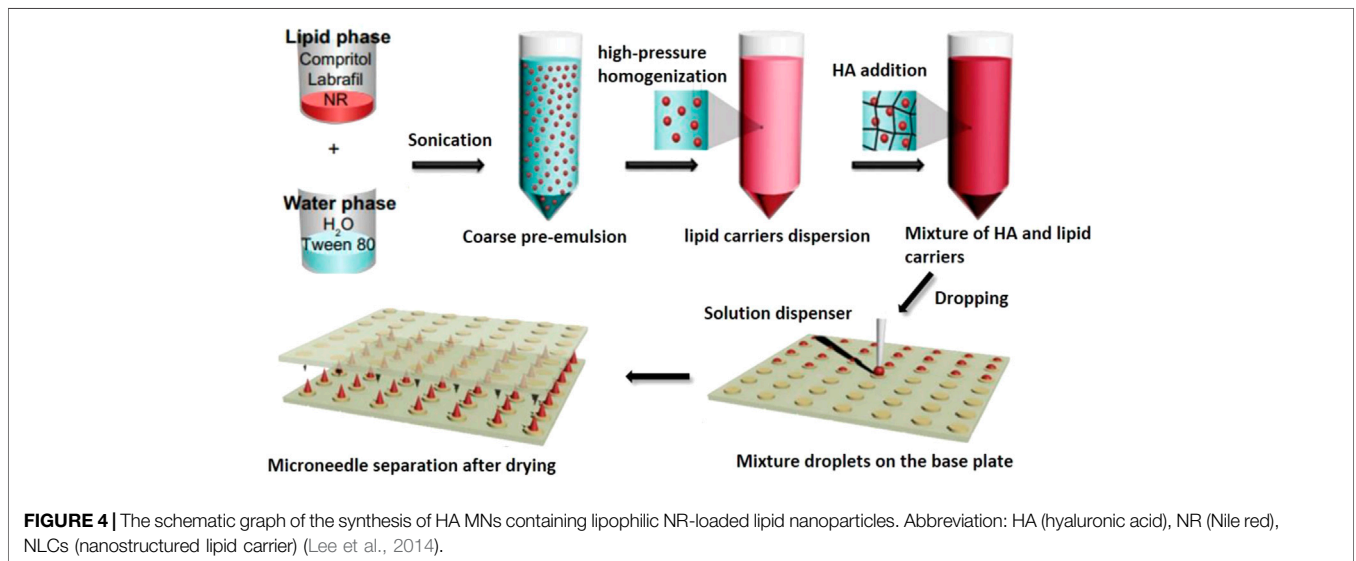 Lipid phase
Compritol
Labrafil
NR
+
Water phase
H₂O
Tween 80
Sonication
Coarse pre-emulsion
high-pressure
homogenization
lipid carriers dispersion
HA addition
Mixture of HA and lipid
carriers
Dropping
Solution dispenser
Mixture droplets on the base plate
Microneedle separation after drying
FIGURE 4 | The schematic graph of the synthesis of HA MNs containing lipophilic NR-loaded lipid nanoparticles. Abbreviation: HA (hyaluronic acid), NR (Nile red),
NLCs (nanostructured lipid carrier) (Lee et al., 2014).